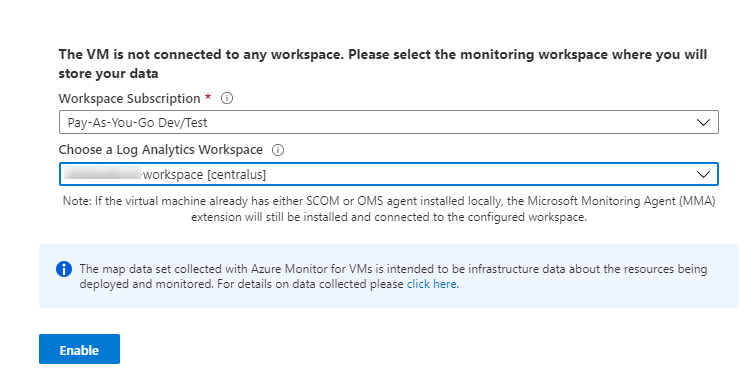 The VM is not connected to any workspace. Please select the monitoring workspace where you will
store your data
Workspace Subscription *
Pay-As-You-Go Dev/Test
Choose a Log Analytics Workspace
-workspace [centralus]
Note: If the virtual machine already has either SCOM or OMS agent installed locally, the Microsoft Monitoring Agent (MMA)
extension will still be installed and connected to the configured workspace.
The map data set collected with Azure Monitor for VMs is intended to be infrastructure data about the resources being
deployed and monitored. For details on data collected please click here.
Enable